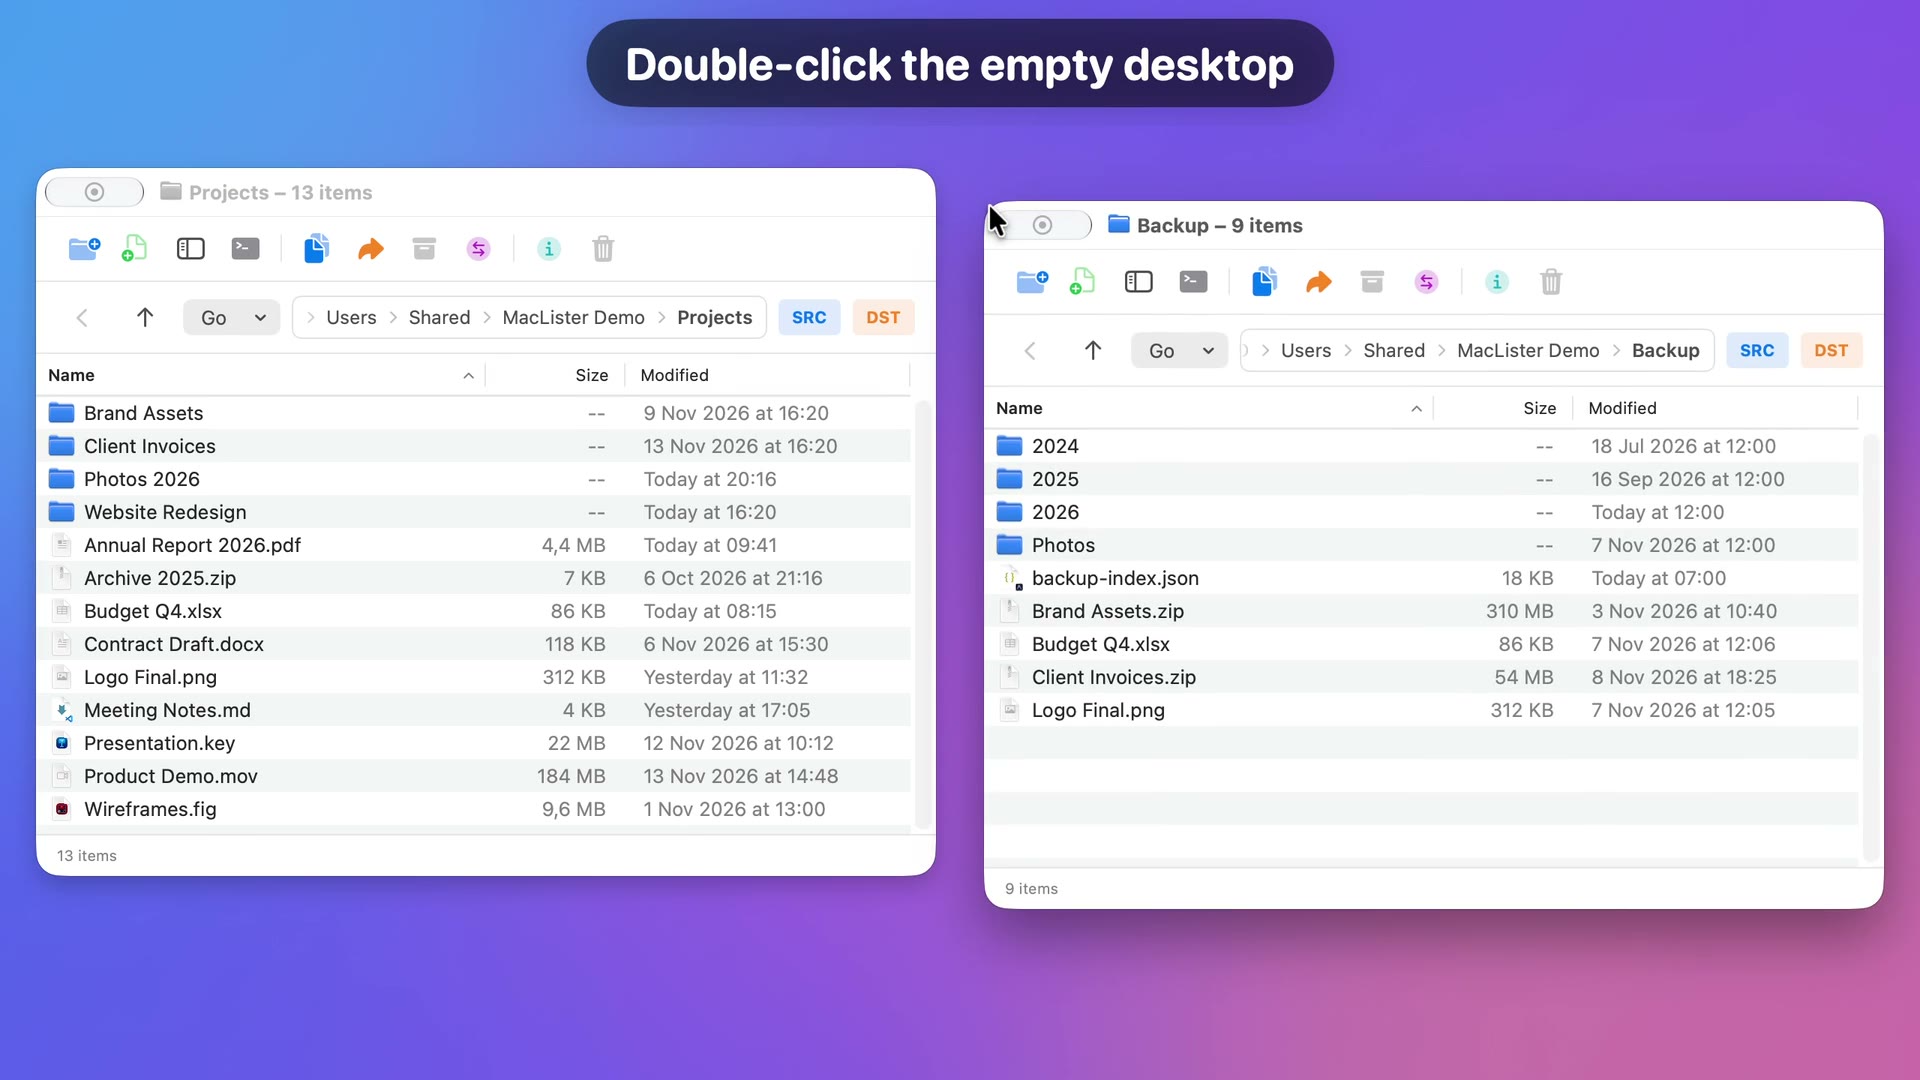 Double-click the empty desktop
Projects – 13 items
Go
Users
Shared
MacLister Demo
Projects
SRC
DST
Name
Size
Modified
Brand Assets -- 9 Nov 2026 at 16:20
Client Invoices -- 13 Nov 2026 at 16:20
Photos 2026 -- Today at 20:16
Website Redesign -- Today at 16:20
Annual Report 2026.pdf 4,4 MB Today at 09:41
Archive 2025.zip 7 KB 6 Oct 2026 at 21:16
Budget Q4.xlsx 86 KB Today at 08:15
Contract Draft.docx 118 KB 6 Nov 2026 at 15:30
Logo Final.png 312 KB Yesterday at 11:32
Meeting Notes.md 4 KB Yesterday at 17:05
Presentation.key 22 MB 12 Nov 2026 at 10:12
Product Demo.mov 184 MB 13 Nov 2026 at 14:48
Wireframes.fig 9,6 MB 1 Nov 2026 at 13:00
13 items
Backup – 9 items
Go
Users
Shared
MacLister Demo
Backup
SRC
DST
Name
Size
Modified
2024 -- 18 Jul 2026 at 12:00
2025 -- 16 Sep 2026 at 12:00
2026 -- Today at 12:00
Photos -- 7 Nov 2026 at 12:00
backup-index.json 18 KB Today at 07:00
Brand Assets.zip 310 MB 3 Nov 2026 at 10:40
Budget Q4.xlsx 86 KB 7 Nov 2026 at 12:06
Client Invoices.zip 54 MB 8 Nov 2026 at 18:25
Logo Final.png 312 KB 7 Nov 2026 at 12:05
9 items